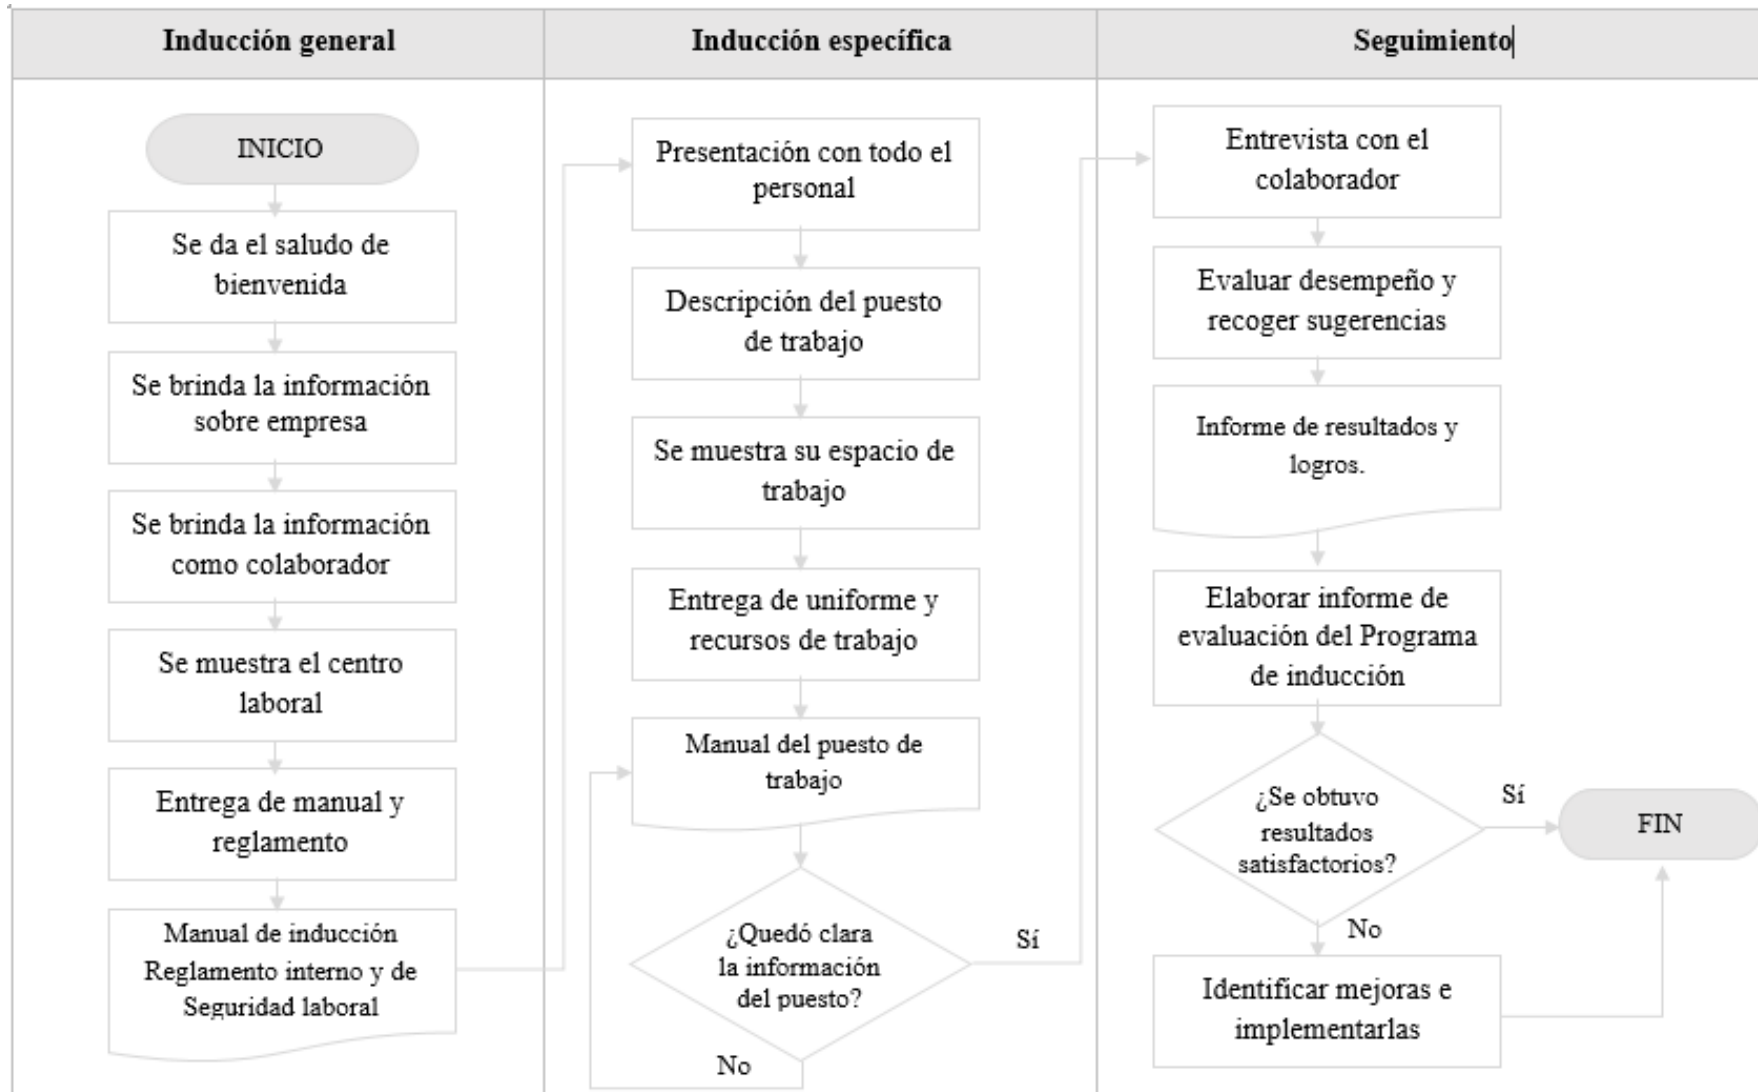 Inducción general
Inducción específica
Seguimiento
INICIO
Se da el saludo de
bienvenida
Se brinda la información
sobre empresa
Se brinda la información
como colaborador
Se muestra el centro
laboral
Entrega de manual y
reglamento
Manual de inducción
Reglamento interno y de
Seguridad laboral
Presentación con todo el
personal
Descripción del puesto
de trabajo
Se muestra su espacio de
trabajo
Entrega de uniforme y
recursos de trabajo
Manual del puesto de
trabajo
¿Quedó clara
la información
del puesto?
Sí
No
Entrevista con el
colaborador
Evaluar desempeño y
recoger sugerencias
Informe de resultados y
logros.
Elaborar informe de
evaluación del Programa
de inducción
¿Se obtuvo
resultados
satisfactorios?
Sí
No
FIN
Identificar mejoras e
implementarlas